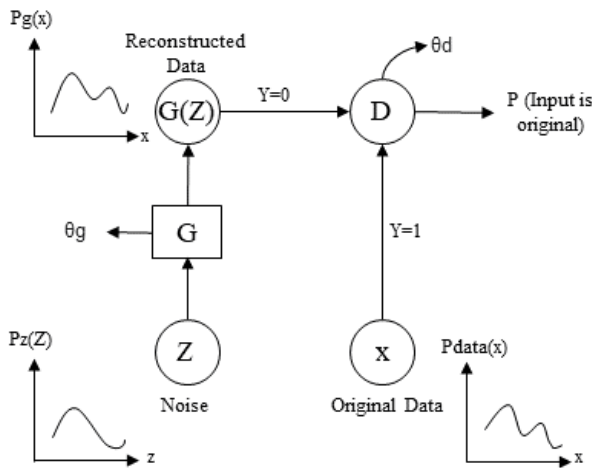 Pg(x)
Reconstructed
Data
θd
G(Z)
Y=0
D
P (Input is
original)
x
θg
G
Y=1
Pz(Z)
Z
x
Pdata(x)
Noise
Original Data
z
x